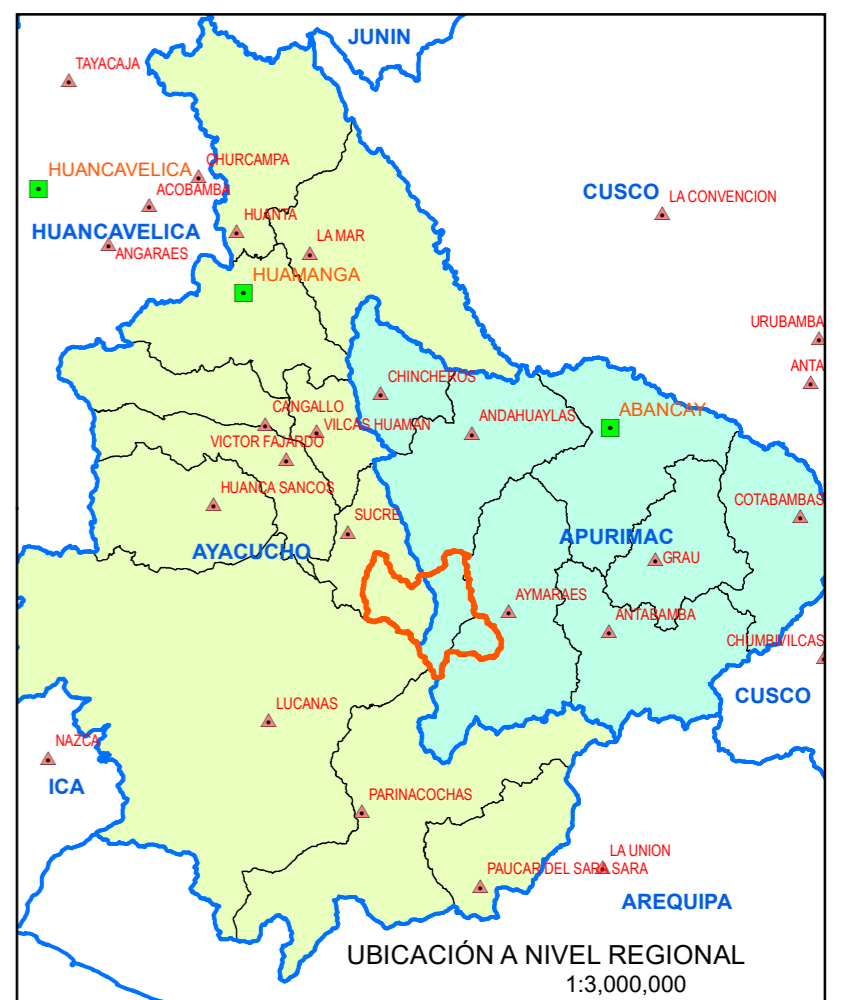 JUNIN
TAYACAJA
CHURCAMPA
HUANCAVELICA
ACOBAMBA
CUSCO
LA CONVENCION
HUANTA
HUANCAVELICA
LA MAR
ANGARAES
HUAMANGA
URUBAMBA
ANTA
CHINCHEROS
CANGALLO
ABANCAY
ANDAHUAYLAS
VILCAS HUAMAN
VICTOR FAJARDO
HUANCA SANCOS
COTABAMBAS
SUCRE
APURIMAC
AYACUCHO
GRAU
AYMARAES
ANTABAMBA
CHUMBIVILCAS
CUSCO
LUCANAS
NAZCA
ICA
PARINACOCHAS
LA UNION
PAUCAR DEL SARA SARA
AREQUIPA
UBICACIÓN A NIVEL REGIONAL
1:3,000,000